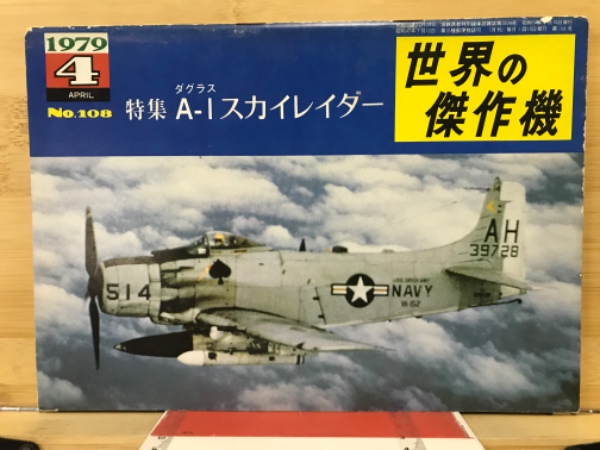 1979
4
APRIL
No.108
ダグラス
特集 A-1 スカイレイダー
世界の
傑作機
AH
39728
514
NAVY
VA-152